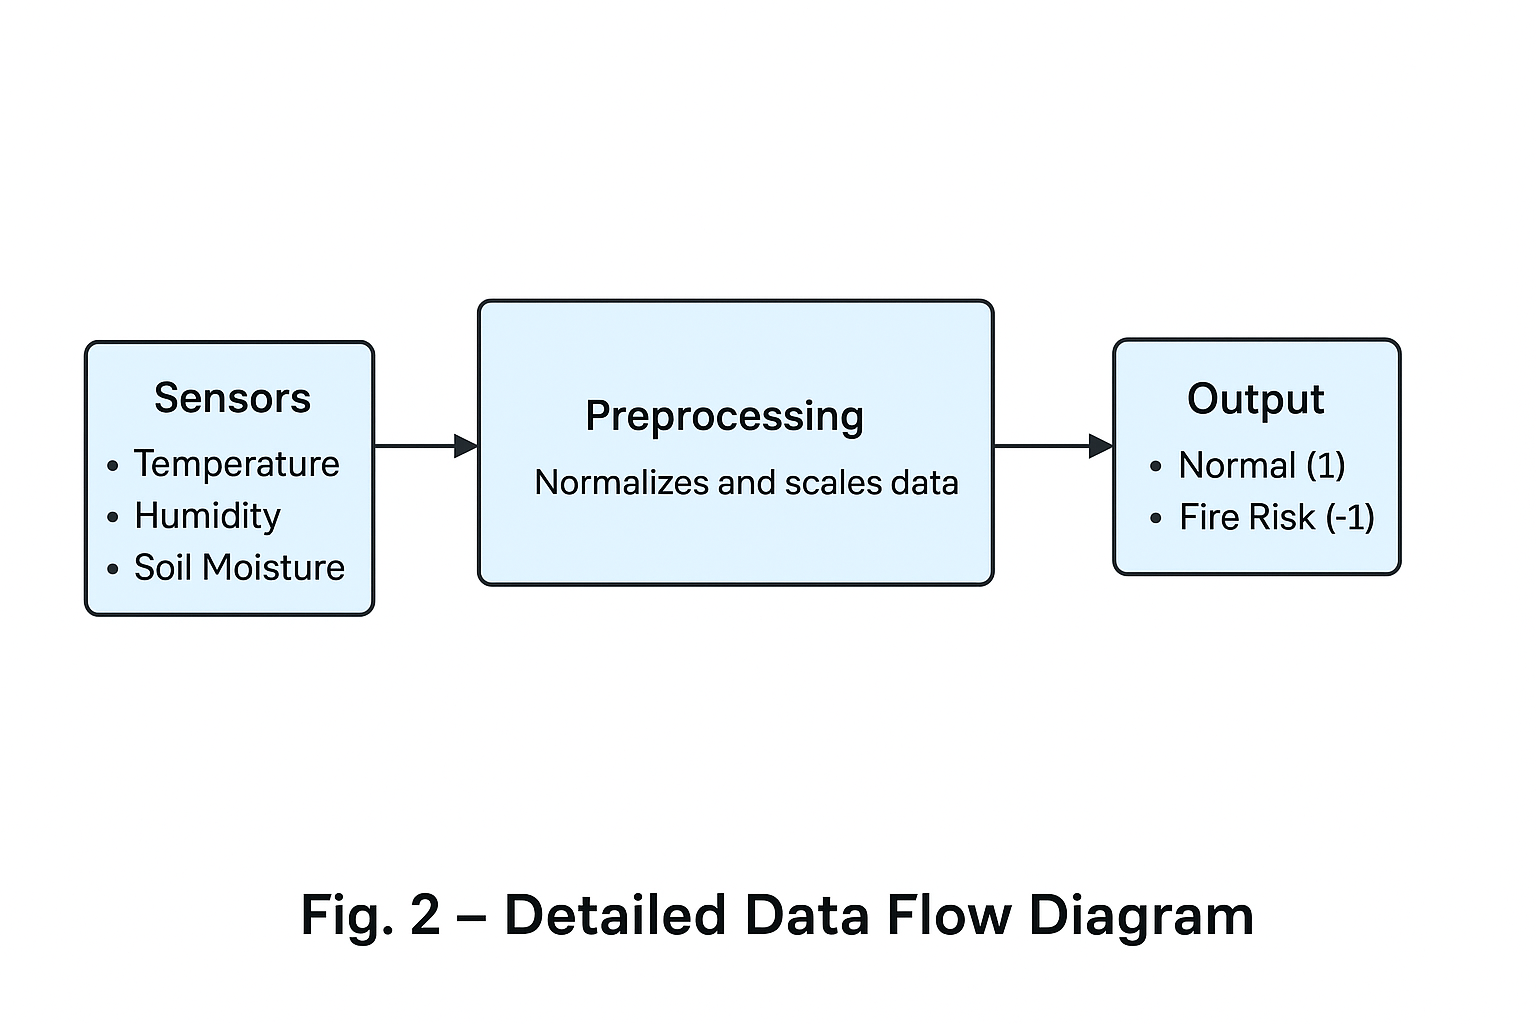 Sensors
• Temperature
• Humidity
• Soil Moisture
Preprocessing
Normalizes and scales data
Output
• Normal (1)
• Fire Risk (-1)
Fig. 2 – Detailed Data Flow Diagram